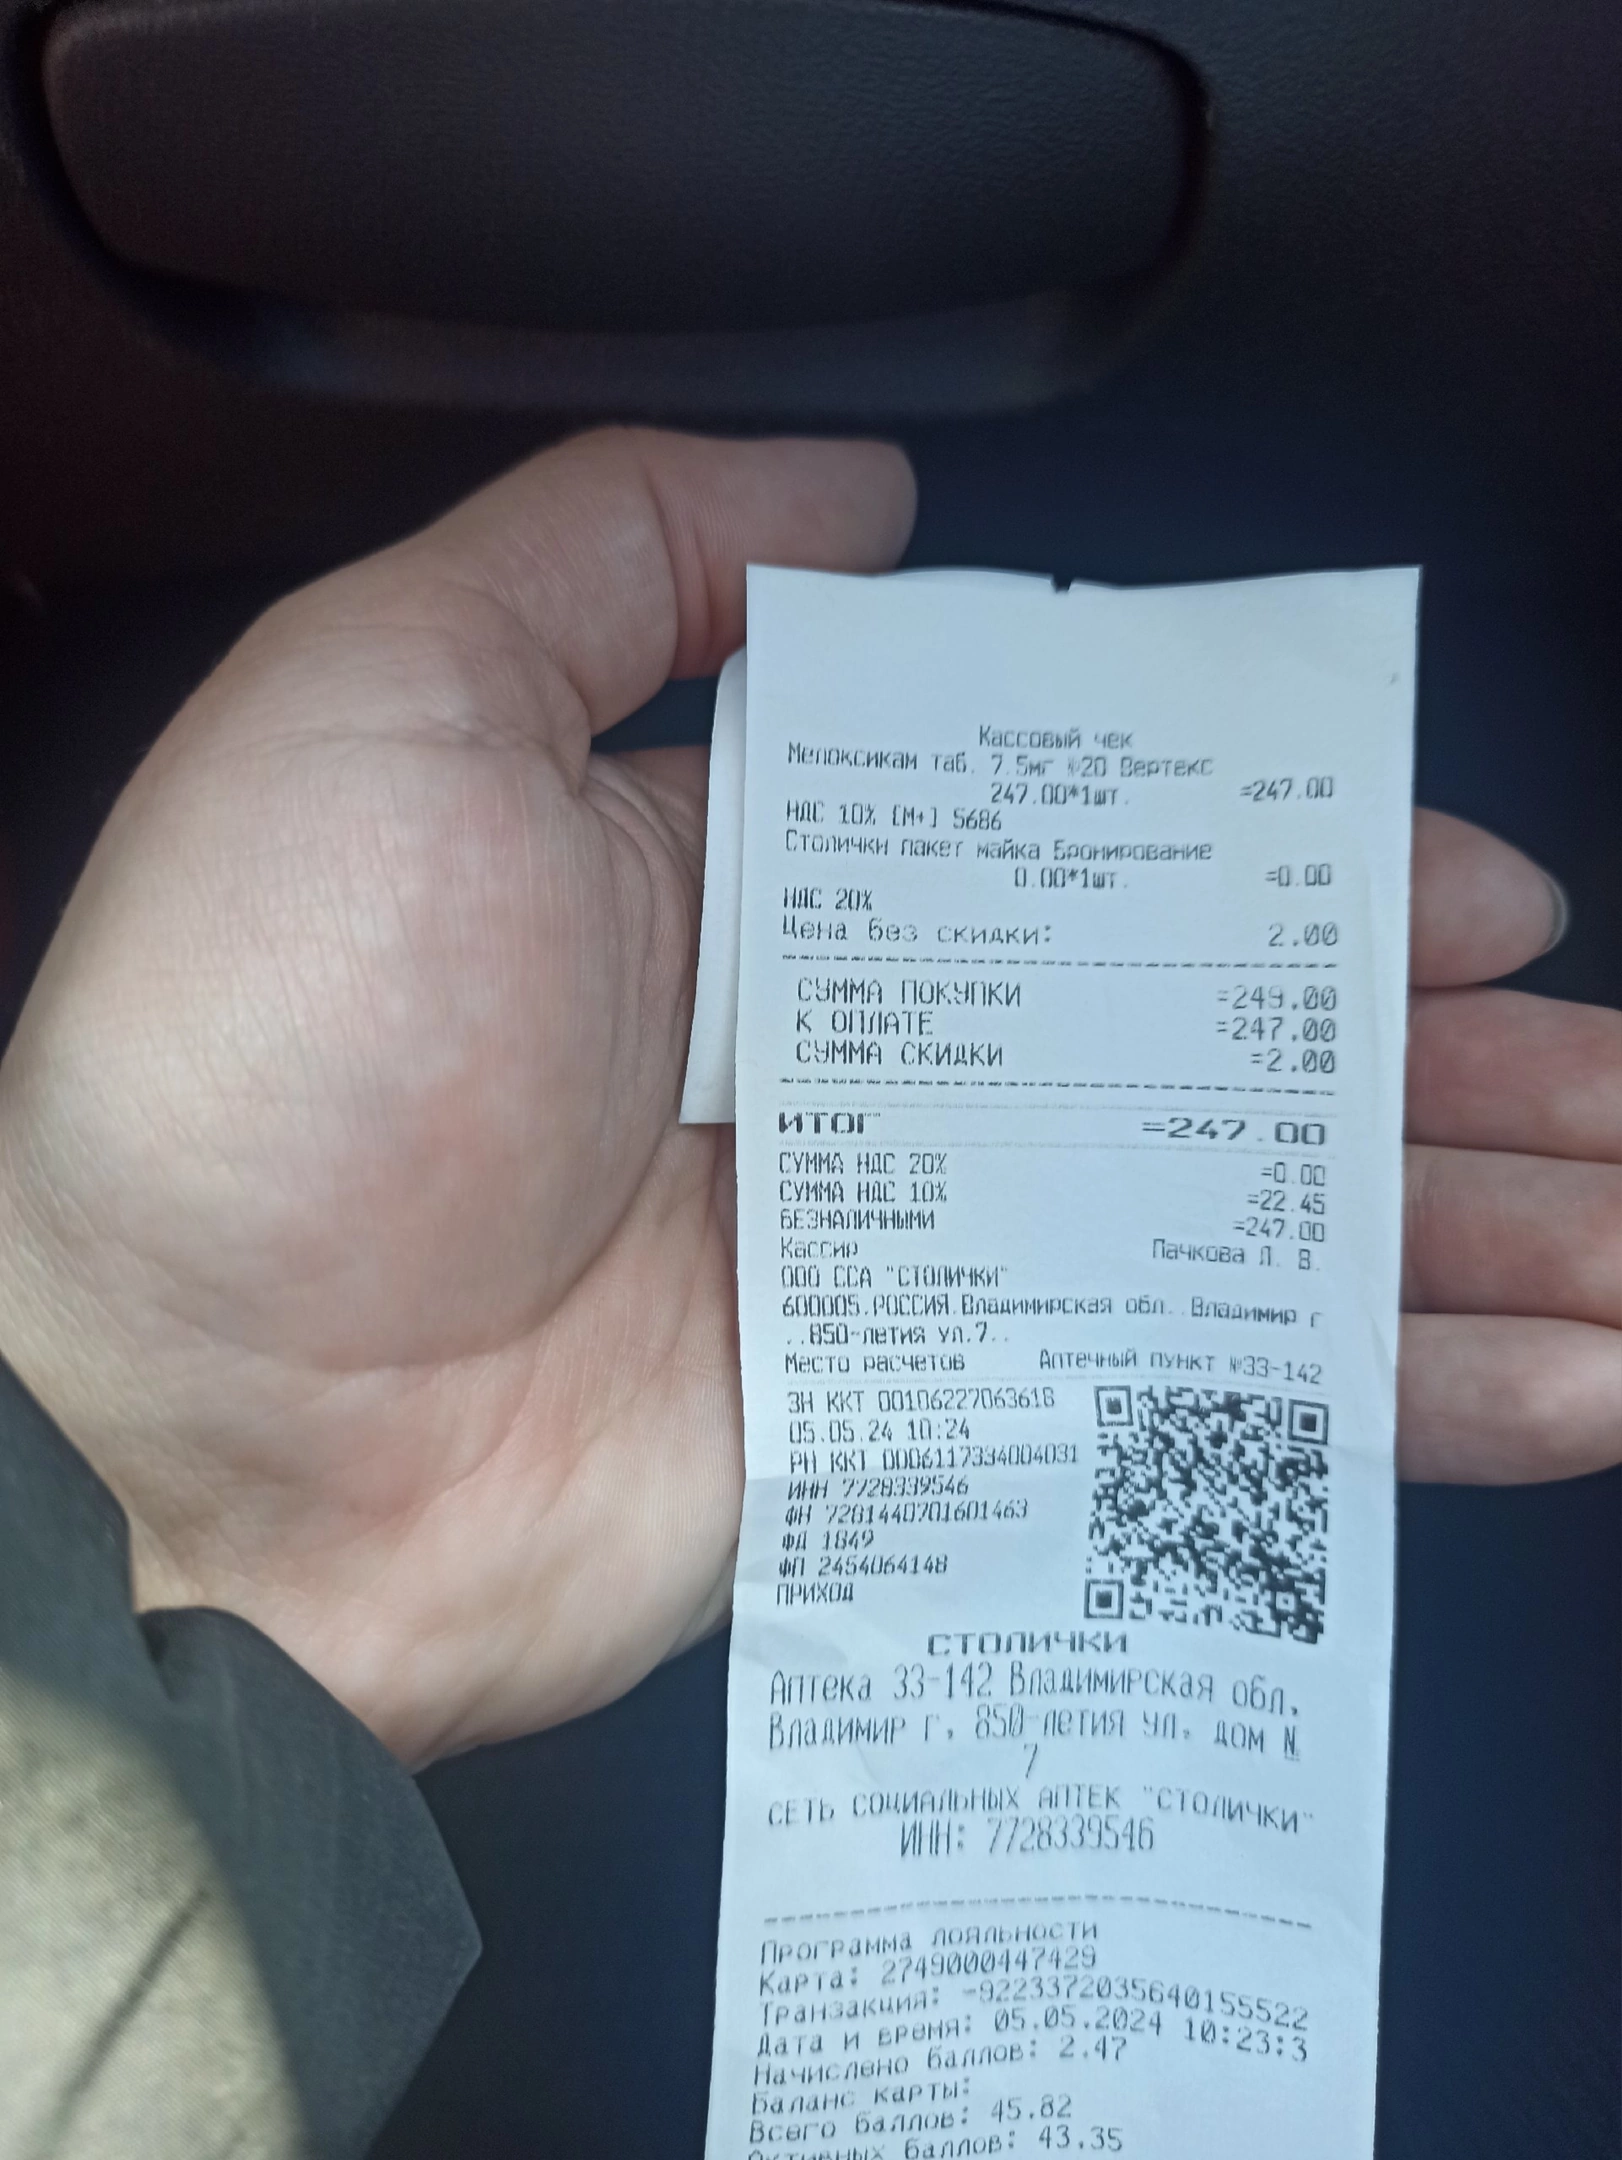 Кассовый чек
Мелоксикам таб. 7.5мг №20 Вертекс
247.00*1шт. =247.00
НДС 10% [М+] 5686
Столички пакет майка Бронирование
0.00*1шт. =0.00
НДС 20%
Цена без скидки: 2.00
СУММА ПОКУПКИ =249.00
К ОПЛАТЕ =247.00
СУММА СКИДКИ =2.00
ИТОГ =247.00
СУММА НДС 20% =0.00
СУММА НДС 10% =22.45
БЕЗНАЛИЧНЫМИ =247.00
Кассир Пачкова Л. В.
ООО ССА "СТОЛИЧКИ"
600005,РОССИЯ,Владимирская обл.,,Владимир г
,,850-летия ул,7,,
Место расчетов Аптечный пункт №33-142
ЗН ККТ 00106227063618
05.05.24 10:24
РН ККТ 0006117334004031
ИНН 7728339546
ФН 7281440701601463
ФД 1849
ФП 2454064148
ПРИХОД
СТОЛИЧКИ
Аптека 33-142 Владимирская обл,
Владимир г, 850-летия ул, дом №
7
СЕТЬ СОЦИАЛЬНЫХ АПТЕК "СТОЛИЧКИ"
ИНН: 7728339546
Программа лояльности
Карта: 2749000447429
Транзакция: -9223372035640155522
Дата и время: 05.05.2024 10:23:3
Начислено баллов: 2.47
Баланс карты:
Всего баллов: 45.82
Активных баллов: 43.35